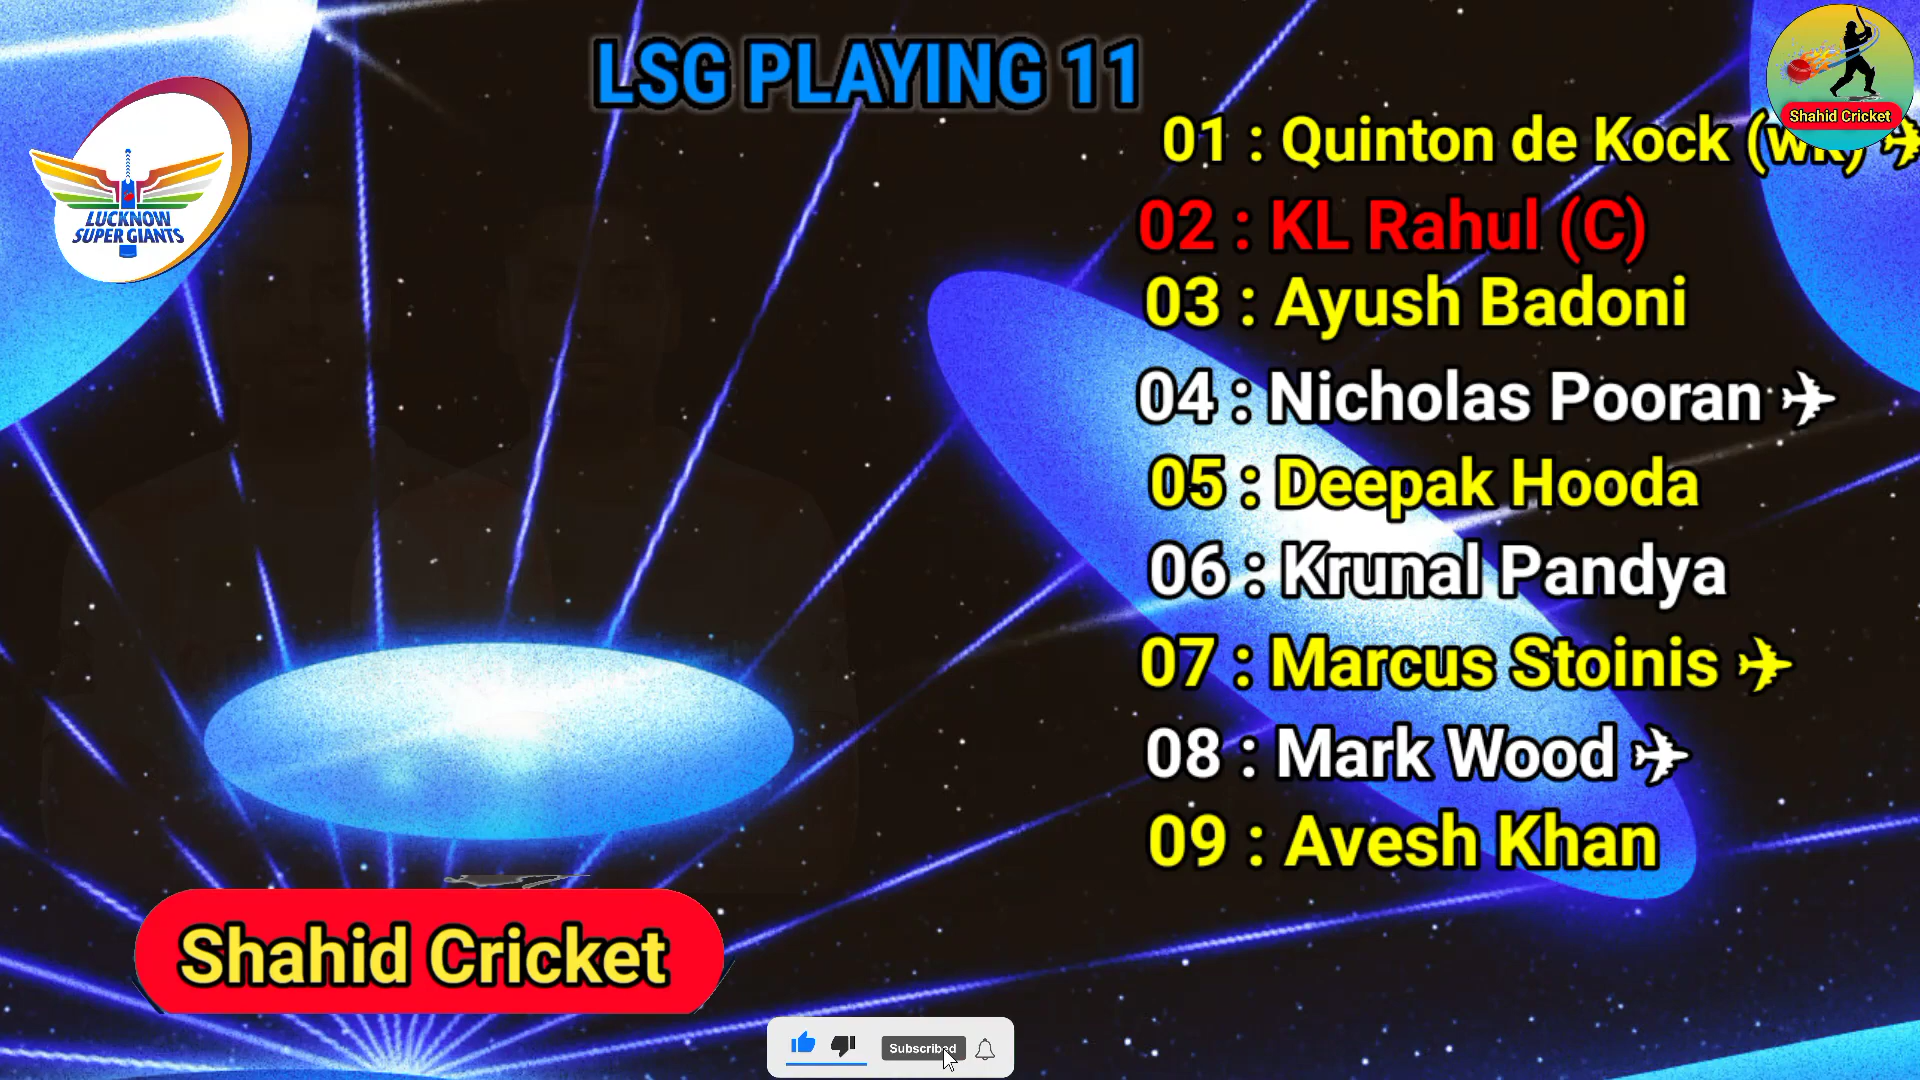 LSG PLAYING 11
LUCKNOW
SUPER GIANTS
Shahid Cricket
01 : Quinton de Kock (wk) ✈
02 : KL Rahul (C)
03 : Ayush Badoni
04 : Nicholas Pooran ✈
05 : Deepak Hooda
06 : Krunal Pandya
07 : Marcus Stoinis ✈
08 : Mark Wood ✈
09 : Avesh Khan
Shahid Cricket
Subscribed